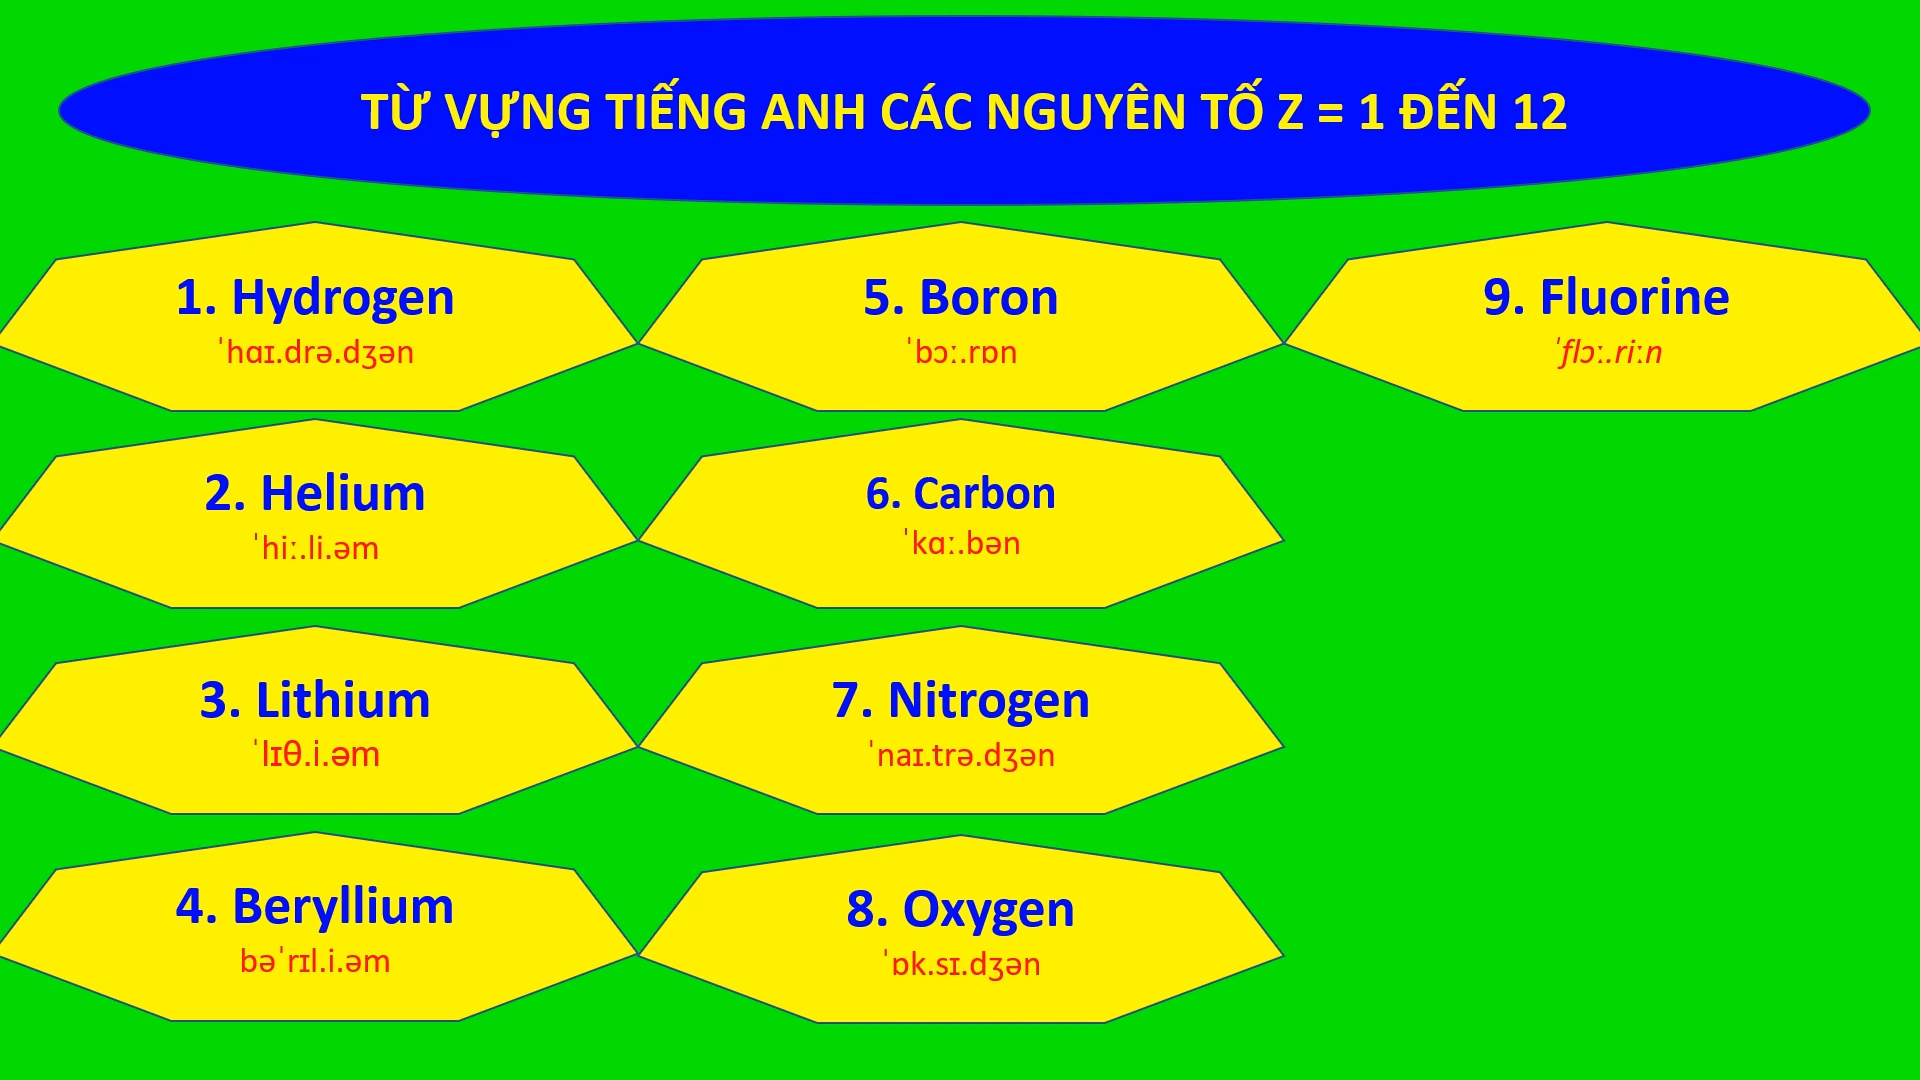 TỪ VỰNG TIẾNG ANH CÁC NGUYÊN TỐ Z = 1 ĐẾN 12
1. Hydrogen
ˈhɑɪ.drə.dʒən
2. Helium
ˈhiː.li.əm
3. Lithium
ˈlɪθ.i.əm
4. Beryllium
bəˈrɪl.i.əm
5. Boron
ˈbɔː.rɒn
6. Carbon
ˈkɑː.bən
7. Nitrogen
ˈnaɪ.trə.dʒən
8. Oxygen
ˈɒk.sɪ.dʒən
9. Fluorine
ˈflɔː.riːn